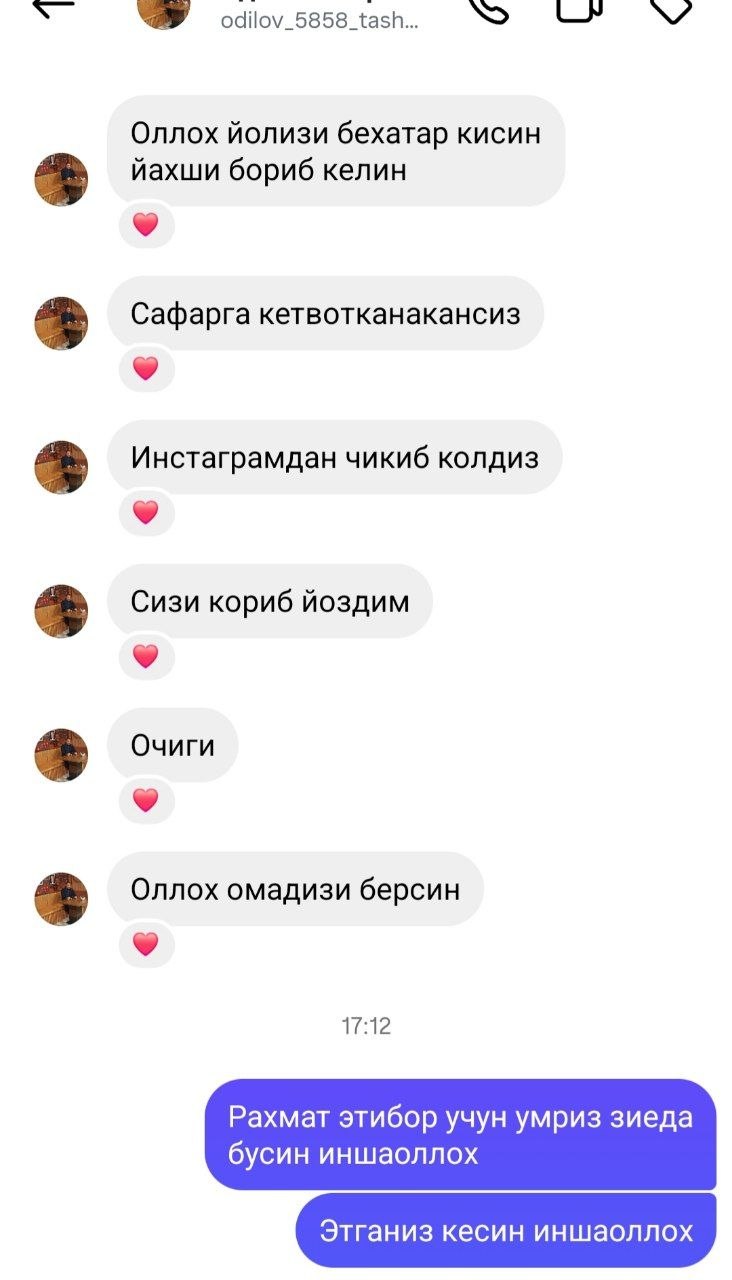 odilov_5858_tash...
Оллох йолизи бехатар кисин
йахши бориб келин
Сафарга кетвотканакансиз
Инстаграмдан чикиб колдиз
Сизи кориб йоздим
Очиги
Оллох омадизи берсин
17:12
Рахмат этибор учун умриз зиеда
бусин иншаоллох
Этганиз кесин иншаоллох